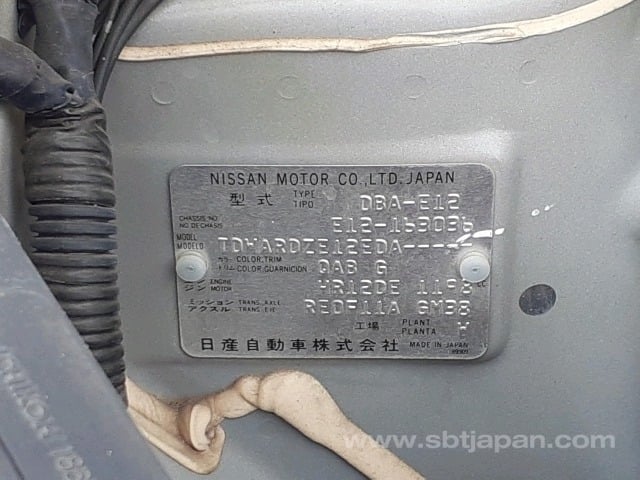 NISSAN MOTOR CO.,LTD. JAPAN
型式 TYPE TIPO DBA-E12
CHASSIS NO NO DE CHASIS E12-163036
MODEL MODELO TDWARDZE12EDA-----
カラー COLOR,TRIM トリム COLOR,GUARNICION QAB G
エンジン ENGINE MOTOR HR12DE 1198 cc
ミッション TRANS. AXLE アクスル TRANS. EJE RE0F11A GM38
工場 PLANT PLANTA H
日産自動車株式会社 MADE IN JAPAN
www.sbtjapan.com